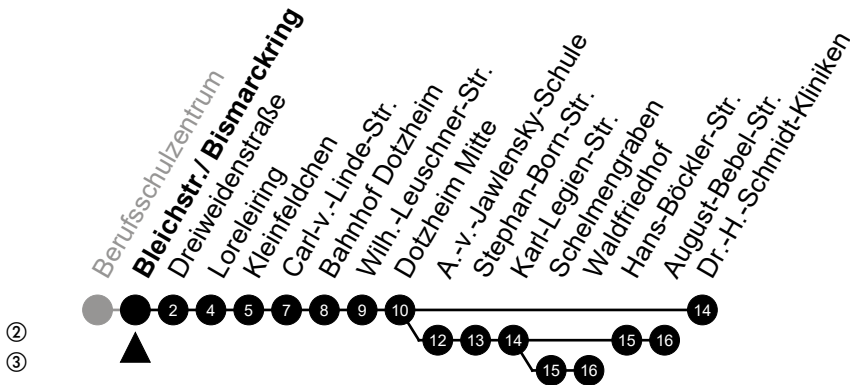 Berufsschulzentrum
Bleichstr./ Bismarckring
Dreiweidenstraße
Loreleiring
Kleinfeldchen
Carl-v.-Linde-Str.
Bahnhof Dotzheim
Wilh.-Leuschner-Str.
Dotzheim Mitte
A.-v.-Jawlensky-Schule
Stephan-Born-Str.
Karl-Legien-Str.
Schelmengraben
Waldfriedhof
Hans-Böckler-Str.
August-Bebel-Str.
Dr.-H.-Schmidt-Kliniken
2 4 5 7 8 9 10 14
② 12 13 14 15 16
③ 15 16